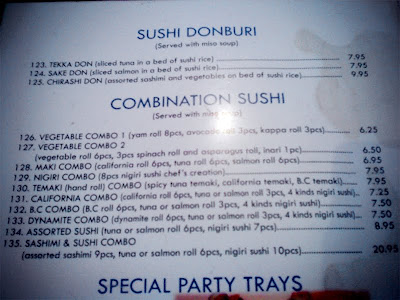 SUSHI DONBURI
(Served with miso soup)
123. TEKKA DON (sliced tuna in a bed of sushi rice) 7.95
124. SAKE DON (sliced salmon in a bed of sushi rice) 7.95
125. CHIRASHI DON (assorted sashimi and vegetables on bed of sushi rice) 9.95
COMBINATION SUSHI
(Served with miso soup)
126. VEGETABLE COMBO 1 (yam roll 8pcs, avocado roll 3pc, kappa roll 3pcs) 6.25
127. VEGETABLE COMBO 2
(vegetable roll 6pcs, 3pcs spinach roll and asparagus roll, inari 1pc) 6.50
128. MAKI COMBO (california roll 6pcs, tuna roll 6pcs, salmon roll 6pcs) 6.95
129. NIGIRI COMBO (8pcs nigiri sushi chef's creation) 7.95
130. TEMAKI (hand roll) COMBO (spicy tuna temaki, california temaki, B.C temaki) 7.95
131. CALIFORNIA COMBO (california roll 6pcs, tuna or salmon roll 3pcs, 4 kinds nigiri sushi) 7.25
132. B.C COMBO (B.C roll 6pcs, tuna or salmon roll 3pc, 4 kinds nigiri sushi) 7.50
133. DYNAMITE COMBO (dynamite roll 6pcs, tuna or salmon roll 3pcs, 4 kinds nigiri sushi) 7.50
134. ASSORTED SUSHI (tuna or salmon roll 6pcs, nigiri sushi 7pcs) 8.95
135. SASHIMI & SUSHI COMBO
(assorted sashimi 9pcs, tuna or salmon roll 6pcs, nigiri sushi 10pcs) 20.95
SPECIAL PARTY TRAYS